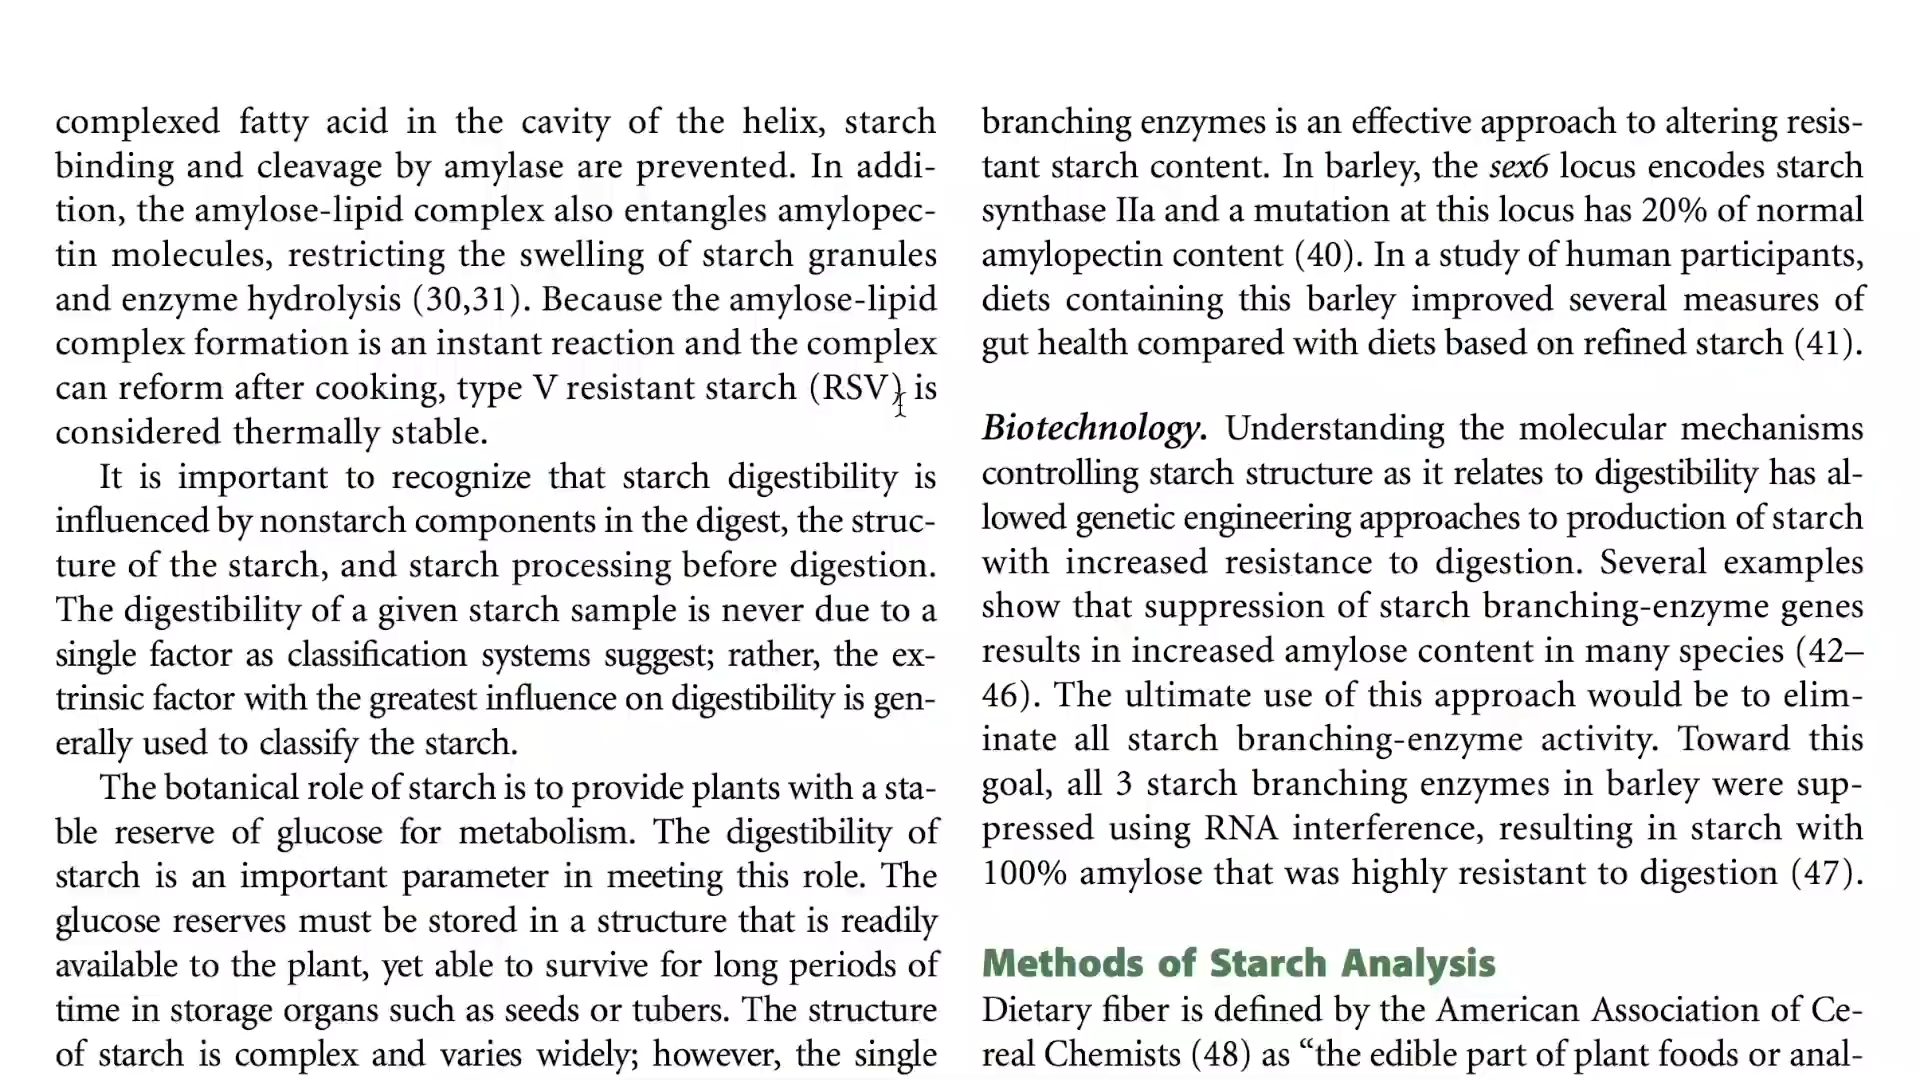 complexed fatty acid in the cavity of the helix, starch
binding and cleavage by amylase are prevented. In addi-
tion, the amylose-lipid complex also entangles amylopec-
tin molecules, restricting the swelling of starch granules
and enzyme hydrolysis (30,31). Because the amylose-lipid
complex formation is an instant reaction and the complex
can reform after cooking, type V resistant starch (RSV) is
considered thermally stable.
It is important to recognize that starch digestibility is
influenced by nonstarch components in the digest, the struc-
ture of the starch, and starch processing before digestion.
The digestibility of a given starch sample is never due to a
single factor as classification systems suggest; rather, the ex-
trinsic factor with the greatest influence on digestibility is gen-
erally used to classify the starch.
The botanical role of starch is to provide plants with a sta-
ble reserve of glucose for metabolism. The digestibility of
starch is an important parameter in meeting this role. The
glucose reserves must be stored in a structure that is readily
available to the plant, yet able to survive for long periods of
time in storage organs such as seeds or tubers. The structure
of starch is complex and varies widely; however, the single
branching enzymes is an effective approach to altering resis-
tant starch content. In barley, the sex6 locus encodes starch
synthase IIa and a mutation at this locus has 20% of normal
amylopectin content (40). In a study of human participants,
diets containing this barley improved several measures of
gut health compared with diets based on refined starch (41).
Biotechnology. Understanding the molecular mechanisms
controlling starch structure as it relates to digestibility has al-
lowed genetic engineering approaches to production of starch
with increased resistance to digestion. Several examples
show that suppression of starch branching-enzyme genes
results in increased amylose content in many species (42–
46). The ultimate use of this approach would be to elim-
inate all starch branching-enzyme activity. Toward this
goal, all 3 starch branching enzymes in barley were sup-
pressed using RNA interference, resulting in starch with
100% amylose that was highly resistant to digestion (47).
Methods of Starch Analysis
Dietary fiber is defined by the American Association of Ce-
real Chemists (48) as “the edible part of plant foods or anal-